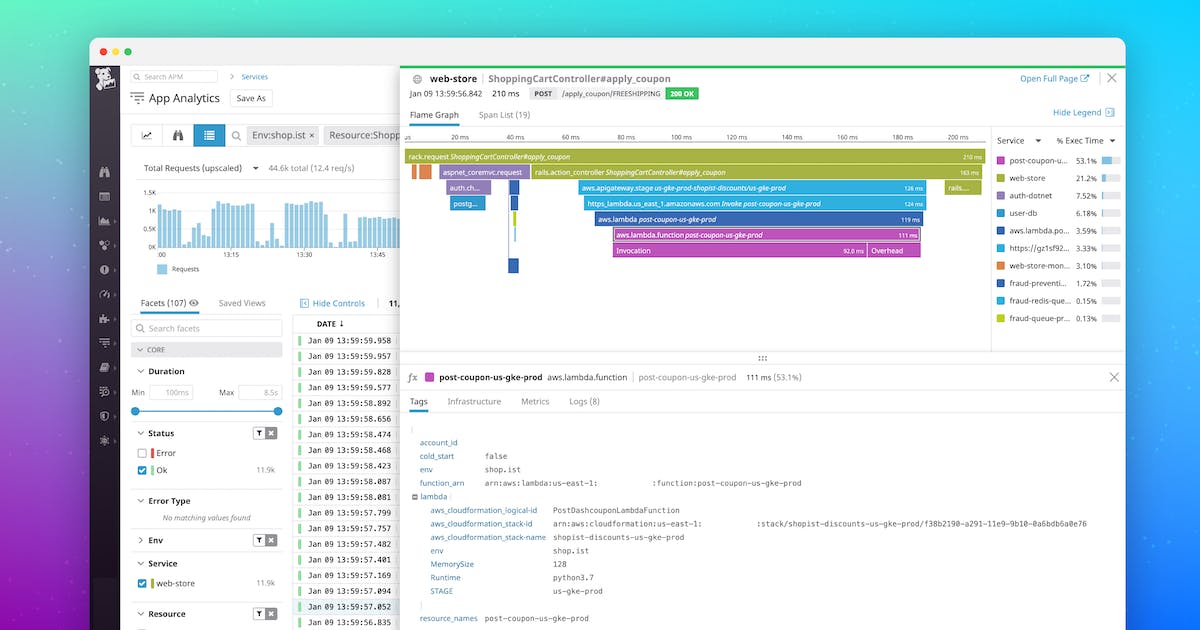 Search APM
Services
App Analytics
Save As
Env:shop.ist ×
Resource:Shopp
Total Requests (upscaled)
44.6k total (12.4 req/s)
1.5K
1K
0.5K
0K
:00
13:15
13:30
13:45
Requests
Facets (107)
Saved Views
Hide Controls
11,
Search facets
CORE
Duration
Min
100ms
Max
8.5s
Status
Error
Ok
11.9k
Error Type
No matching values found
Env
Service
web-store
11.9k
Resource
DATE ↓
Jan 09 13:59:59.958
Jan 09 13:59:59.957
Jan 09 13:59:59.828
Jan 09 13:59:59.577
Jan 09 13:59:58.892
Jan 09 13:59:58.656
Jan 09 13:59:58.474
Jan 09 13:59:58.468
Jan 09 13:59:58.423
Jan 09 13:59:58.087
Jan 09 13:59:58.081
Jan 09 13:59:57.799
Jan 09 13:59:57.757
Jan 09 13:59:57.482
Jan 09 13:59:57.401
Jan 09 13:59:57.169
Jan 09 13:59:57.094
Jan 09 13:59:57.052
Jan 09 13:59:56.835
web-store
ShoppingCartController#apply_coupon
Open Full Page
Jan 09 13:59:56.842 210 ms POST /apply_coupon/FREESHIPPING 200 OK
Flame Graph
Span List (19)
Hide Legend
20 ms
40 ms
60 ms
80 ms
100 ms
120 ms
140 ms
160 ms
180 ms
200 ms
rack.request ShoppingCartController#apply_coupon 210 ms
aspnet_coremvc.request
rails.action_controller ShoppingCartController#apply_coupon 163 ms
auth.ch...
aws.apigateway.stage us-gke-prod-shopist-discounts/us-gke-prod 126 ms
rails....
postg...
https_lambda.us_east_1.amazonaws.com Invoke post-coupon-us-gke-prod 124 ms
aws.lambda post-coupon-us-gke-prod 119 ms
aws.lambda.function post-coupon-us-gke-prod 111 ms
Invocation 92.0 ms
Overhead
Service
% Exec Time
post-coupon-u... 53.1%
web-store 21.2%
auth-dotnet 7.52%
user-db 6.18%
aws.lambda.po... 3.59%
https://gz1sf92... 3.33%
web-store-mon... 3.10%
fraud-preventi... 1.72%
fraud-redis-que... 0.15%
fraud-queue-pr... 0.13%
fx post-coupon-us-gke-prod aws.lambda.function post-coupon-us-gke-prod 111 ms (53.1%)
Tags
Infrastructure
Metrics
Logs (8)
account_id
cold_start false
env shop.ist
function_arn arn:aws:lambda:us-east-1: :function:post-coupon-us-gke-prod
lambda
aws_cloudformation_logical-id PostDashcouponLambdaFunction
aws_cloudformation_stack-id arn:aws:cloudformation:us-east-1: :stack/shopist-discounts-us-gke-prod/f38b2190-a291-11e9-9b10-0a6bdb6a0e76
aws_cloudformation_stack-name shopist-discounts-us-gke-prod
env shop.ist
MemorySize 128
Runtime python3.7
STAGE us-gke-prod
resource_names post-coupon-us-gke-prod